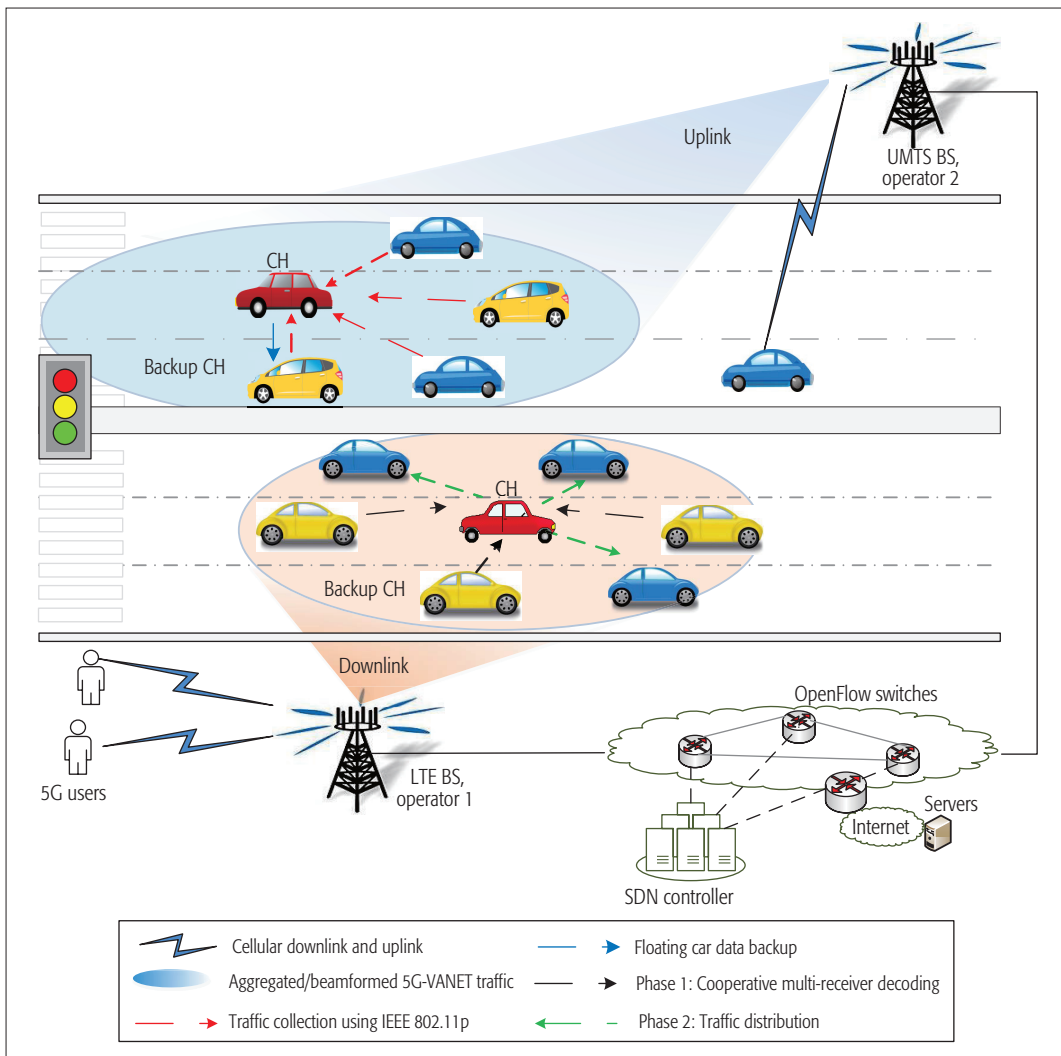 Uplink
UMTS BS,
operator 2
CH
Backup CH
CH
Backup CH
Downlink
OpenFlow switches
LTE BS,
operator 1
5G users
Servers
Internet
SDN controller
Cellular downlink and uplink
Floating car data backup
Aggregated/beamformed 5G-VANET traffic
Phase 1: Cooperative multi-receiver decoding
Traffic collection using IEEE 802.11p
Phase 2: Traffic distribution